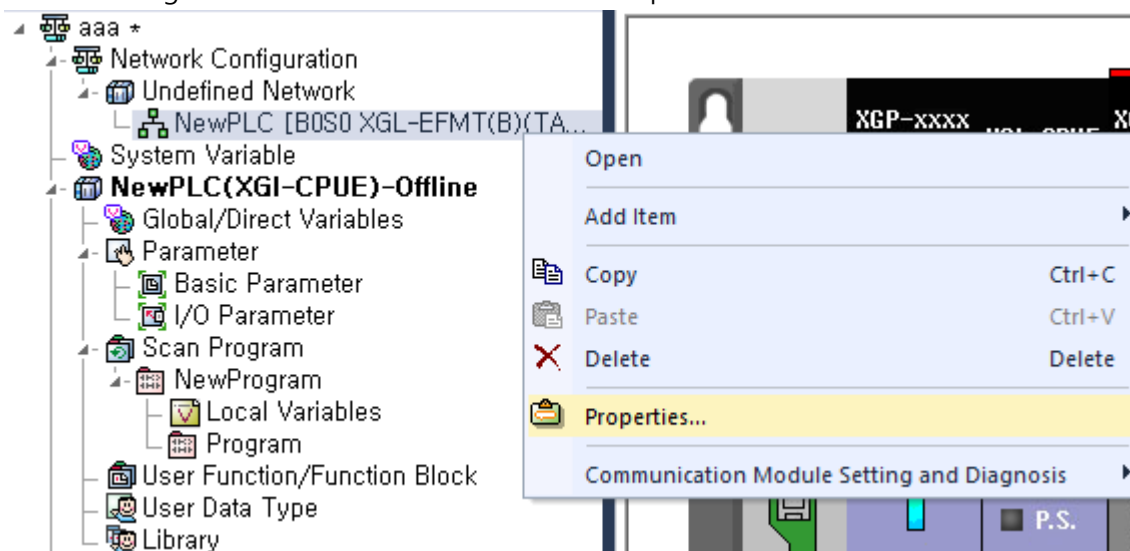 aaa *
Network Configuration
Undefined Network
NewPLC [B0S0 XGL-EFMT(B)(TA...
System Variable
NewPLC(XGI-CPUE)-Offline
Global/Direct Variables
Parameter
Basic Parameter
I/O Parameter
Scan Program
NewProgram
Local Variables
Program
User Function/Function Block
User Data Type
Library
XGP-xxxx
Open
Add Item
Copy Ctrl+C
Paste Ctrl+V
Delete Delete
Properties...
Communication Module Setting and Diagnosis
P.S.